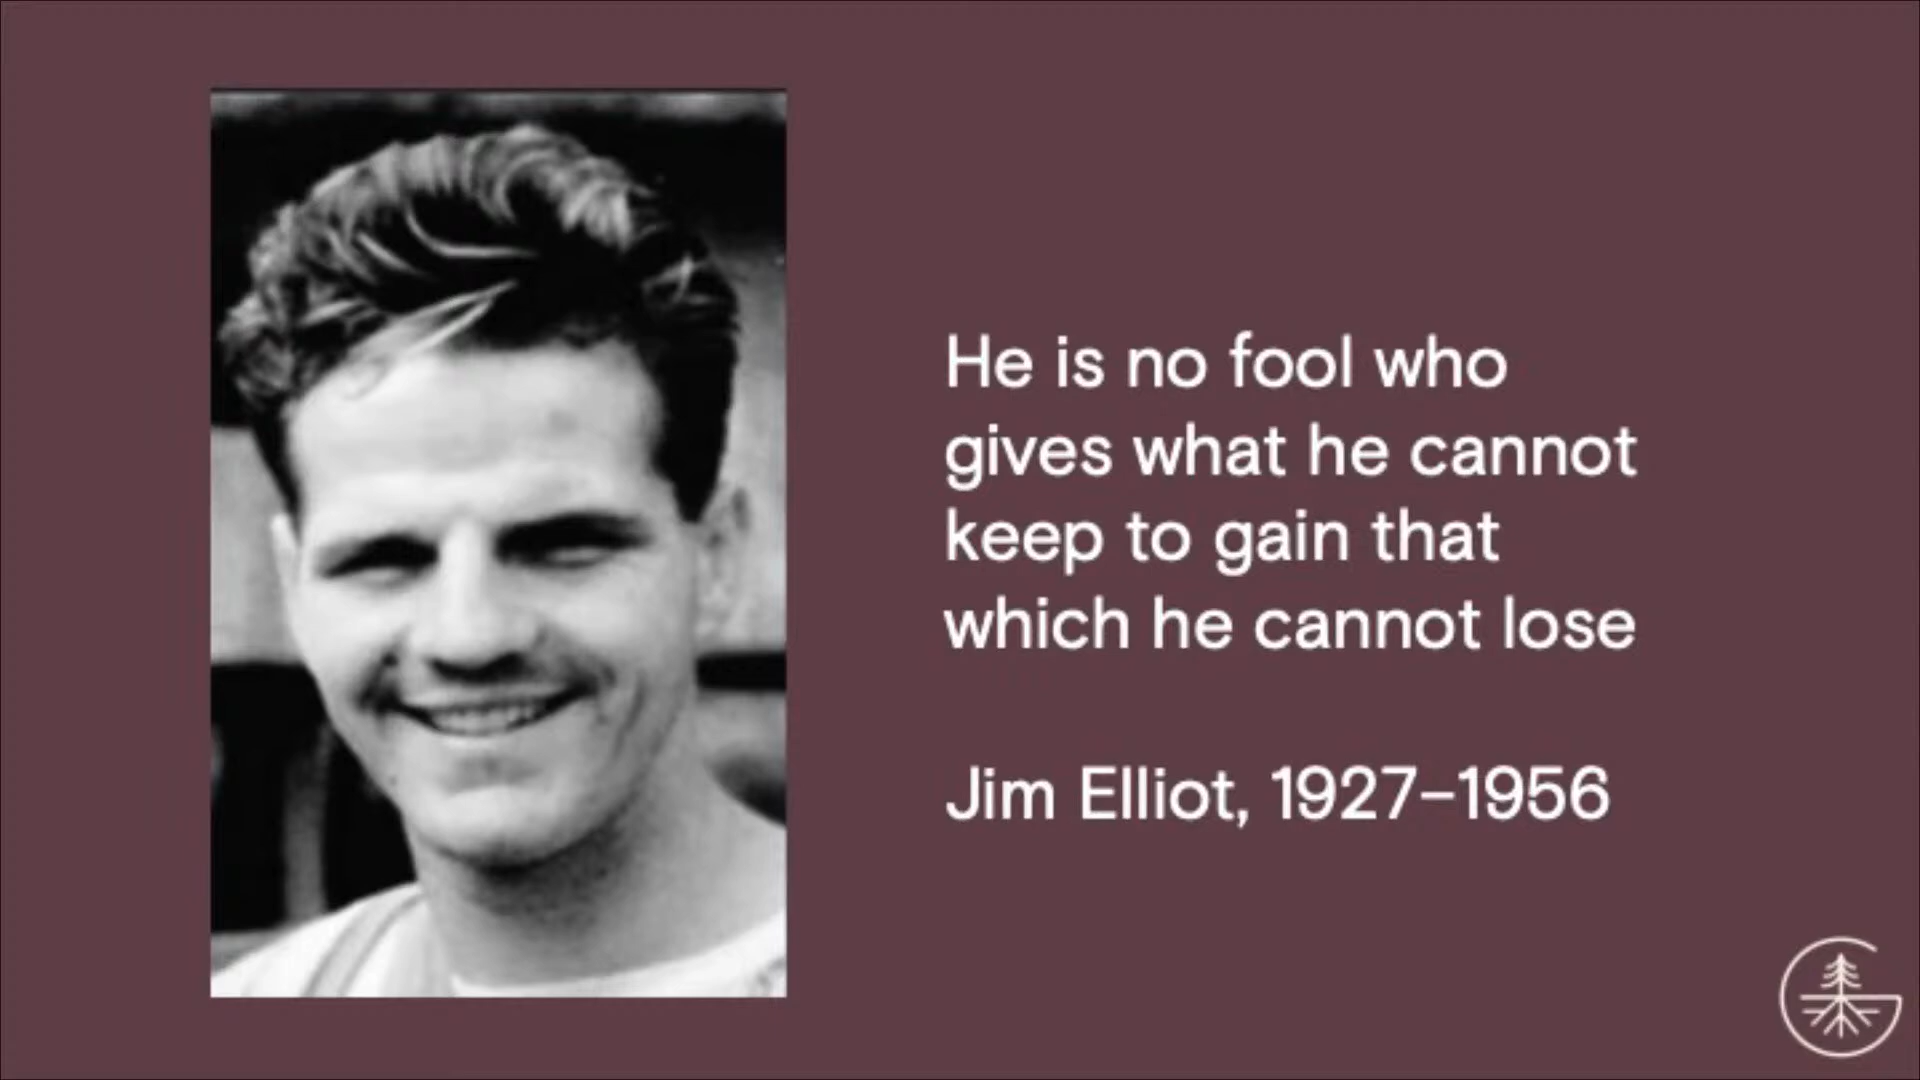 He is no fool who
gives what he cannot
keep to gain that
which he cannot lose
Jim Elliot, 1927–1956